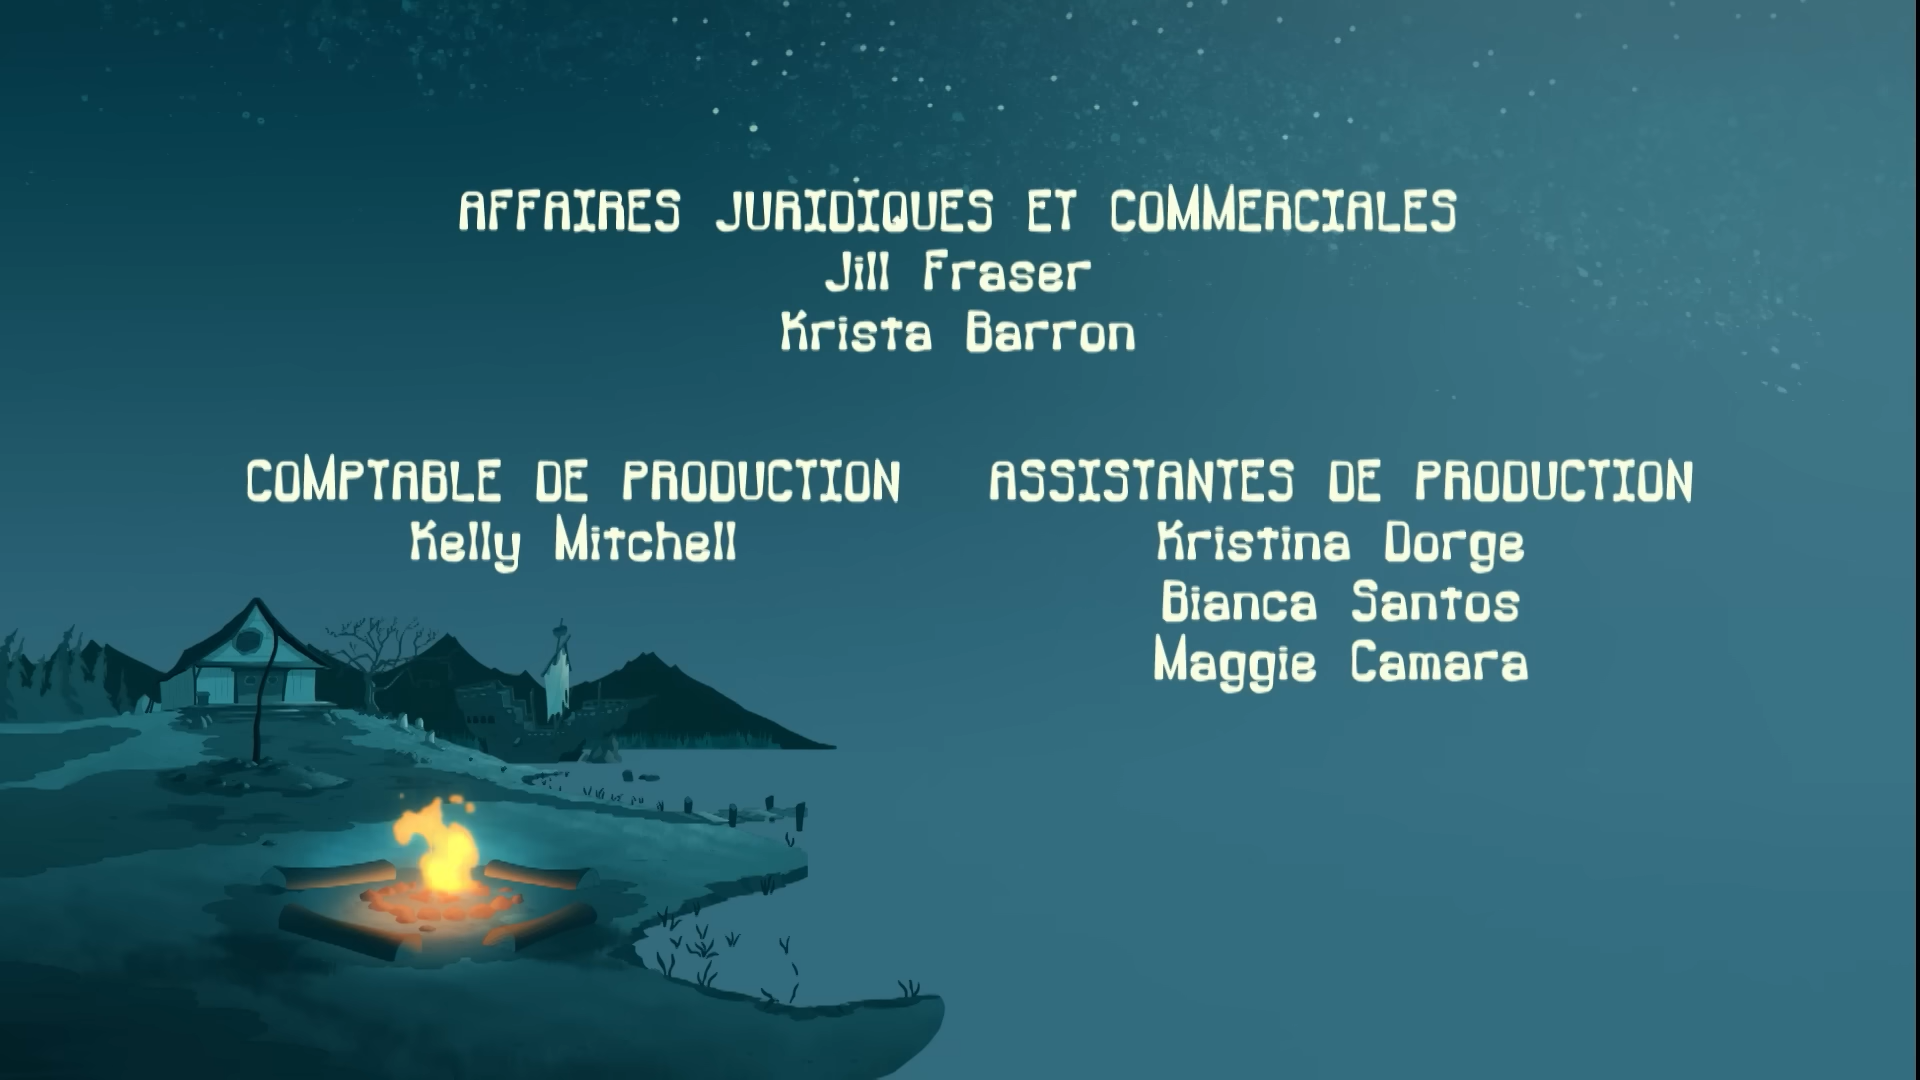 AFFAIRES JURIDIQUES ET COMMERCIALES
Jill Fraser
Krista Barron
COMPTABLE DE PRODUCTION
Kelly Mitchell
ASSISTANTES DE PRODUCTION
Kristina Dorge
Bianca Santos
Maggie Camara